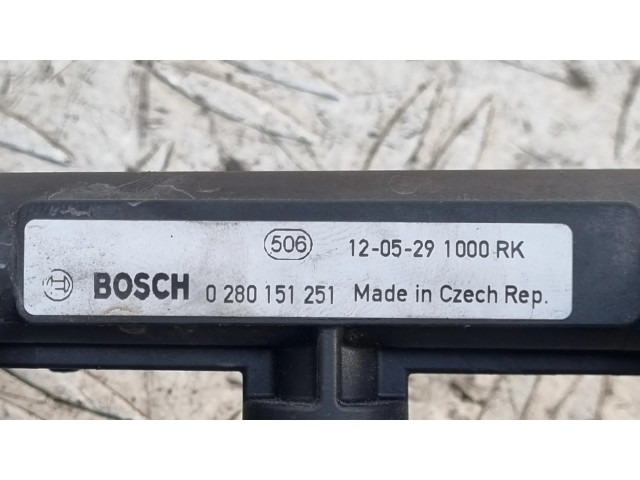 506 12-05-29 1000 RK
BOSCH 0 280 151 251 Made in Czech Rep.